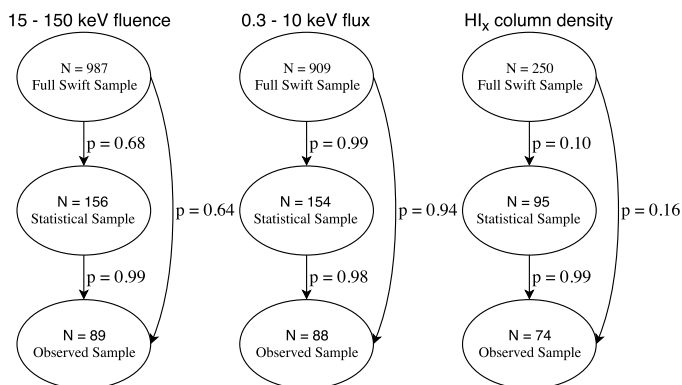 15 - 150 keV fluence
N = 987
Full Swift Sample
p = 0.68
N = 156
Statistical Sample
p = 0.64
p = 0.99
N = 89
Observed Sample
0.3 - 10 keV flux
N = 909
Full Swift Sample
p = 0.99
N = 154
Statistical Sample
p = 0.94
p = 0.98
N = 88
Observed Sample
HIx column density
N = 250
Full Swift Sample
p = 0.10
N = 95
Statistical Sample
p = 0.16
p = 0.99
N = 74
Observed Sample